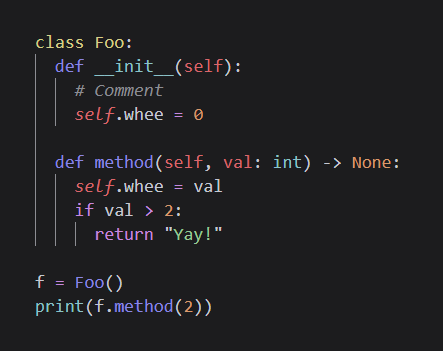 class Foo:
  def __init__(self):
    # Comment
    self.whee = 0

  def method(self, val: int) -> None:
    self.whee = val
    if val > 2:
      return "Yay!"

f = Foo()
print(f.method(2))